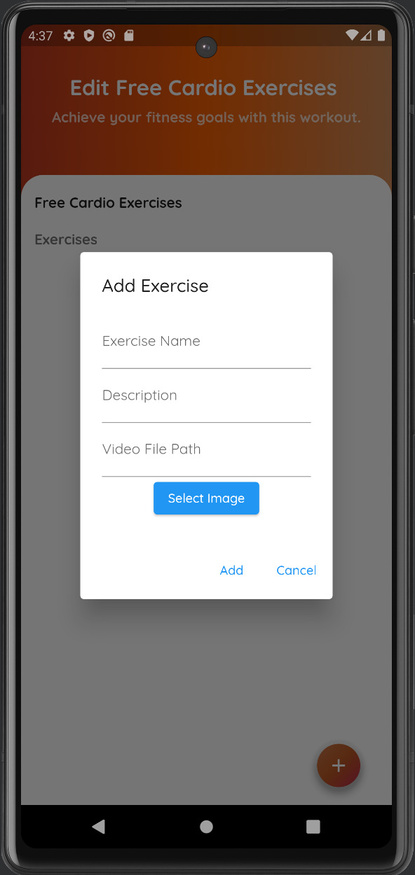 4:37
Edit Free Cardio Exercises
Achieve your fitness goals with this workout.
Free Cardio Exercises
Exercises
Add Exercise
Exercise Name
Description
Video File Path
Select Image
Add Cancel
+